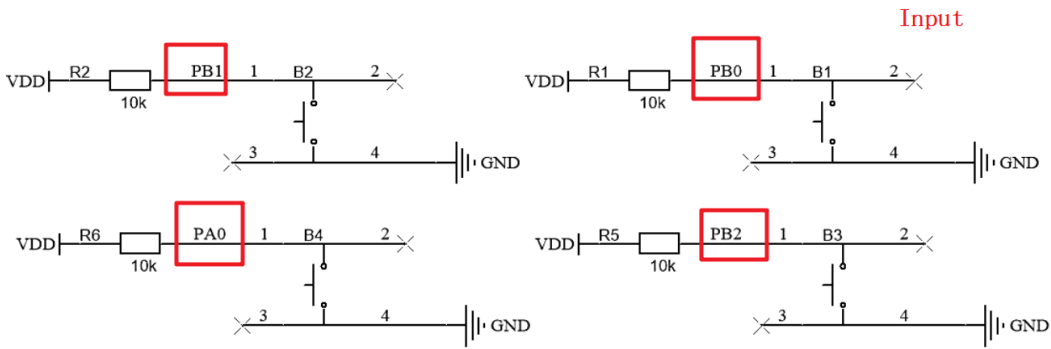 Input
VDD R2 PB1 1 B2 2
10k
3 4 GND
VDD R1 PB0 1 B1 2
10k
3 4 GND
VDD R6 PA0 1 B4 2
10k
3 4 GND
VDD R5 PB2 1 B3 2
10k
3 4 GND